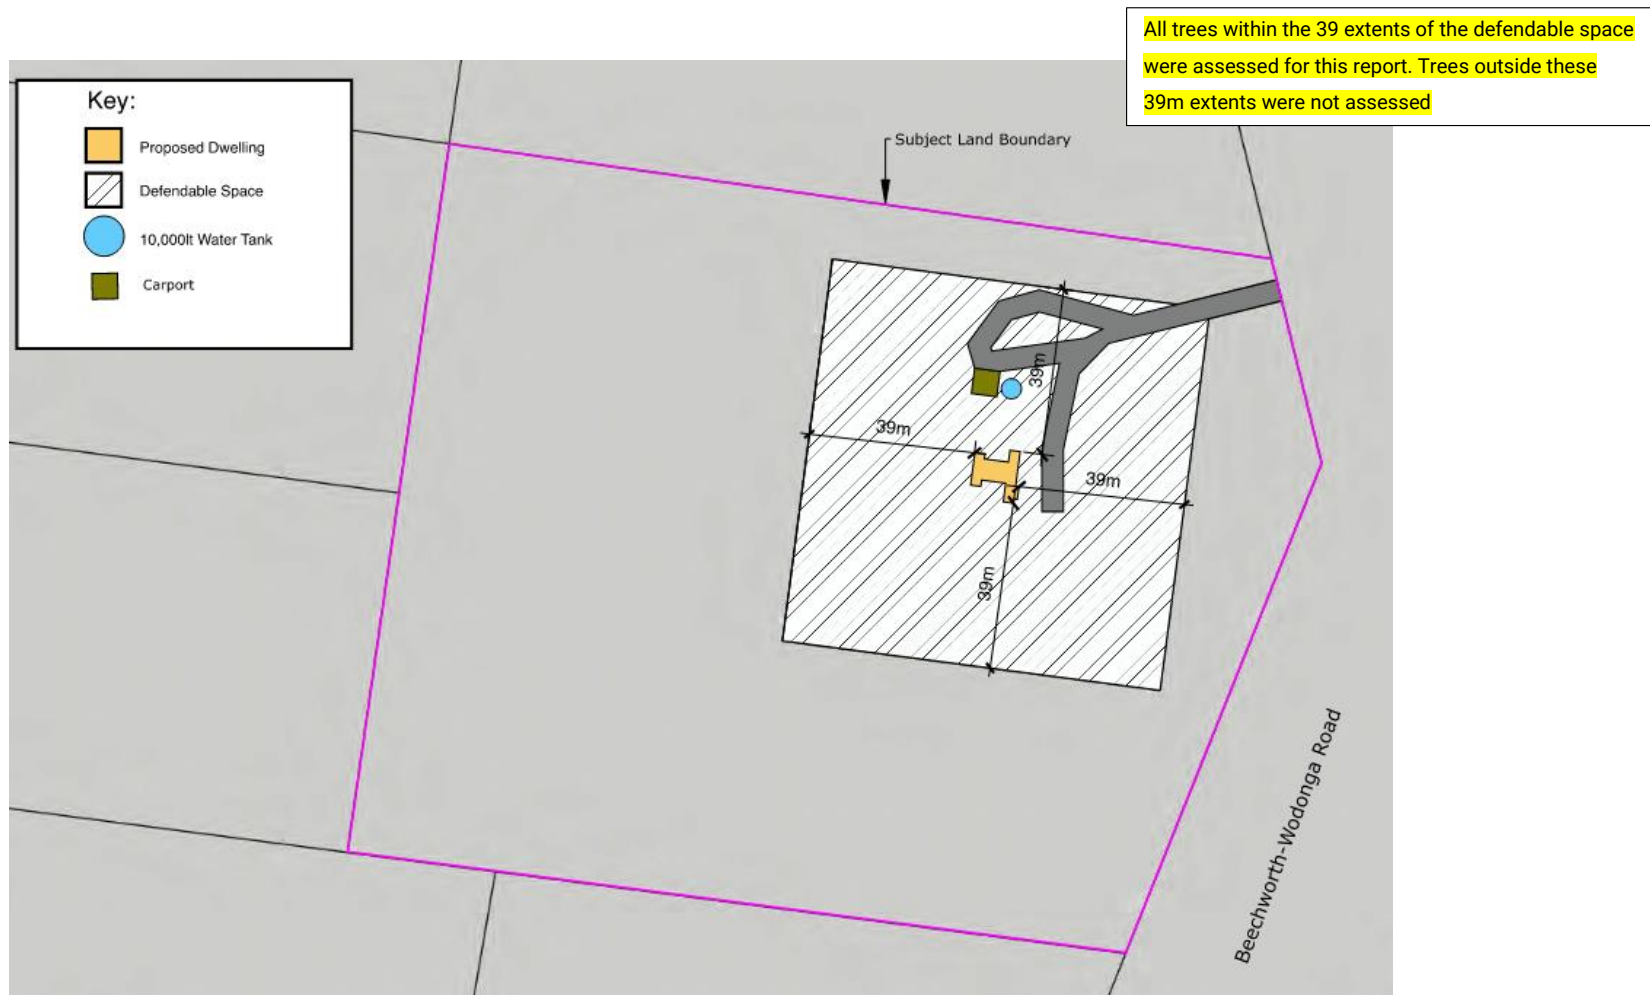 All trees within the 39 extents of the defendable space
were assessed for this report. Trees outside these
39m extents were not assessed
Key:
Proposed Dwelling
Defendable Space
10,000lt Water Tank
Carport
Subject Land Boundary
39m
39m
39m
39m
Beechworth-Wodonga Road